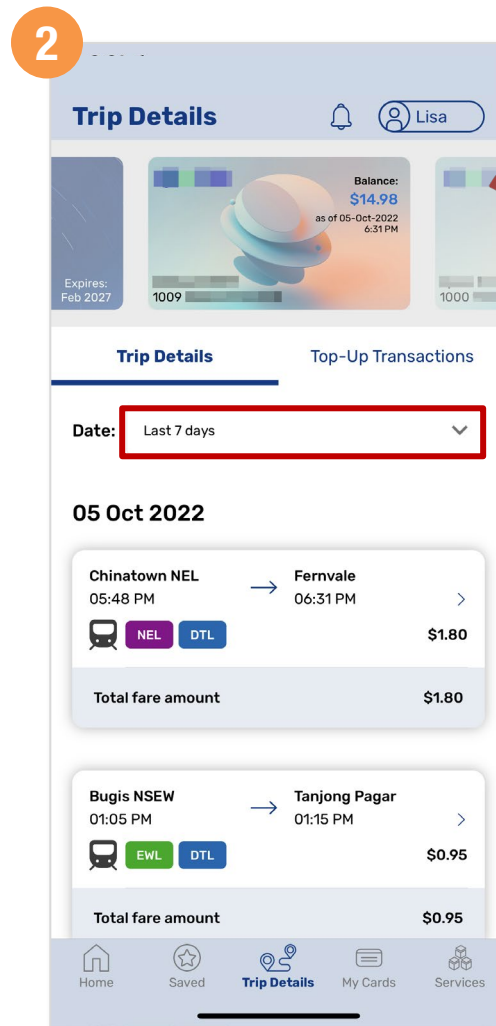 2
Trip Details
Lisa
Balance:
$14.98
as of 05-Oct-2022
6:31 PM
Expires:
Feb 2027
1009
1000
Trip Details
Top-Up Transactions
Date: Last 7 days
05 Oct 2022
Chinatown NEL → Fernvale
05:48 PM 06:31 PM
NEL DTL $1.80
Total fare amount $1.80
Bugis NSEW → Tanjong Pagar
01:05 PM 01:15 PM
EWL DTL $0.95
Total fare amount $0.95
Home Saved Trip Details My Cards Services